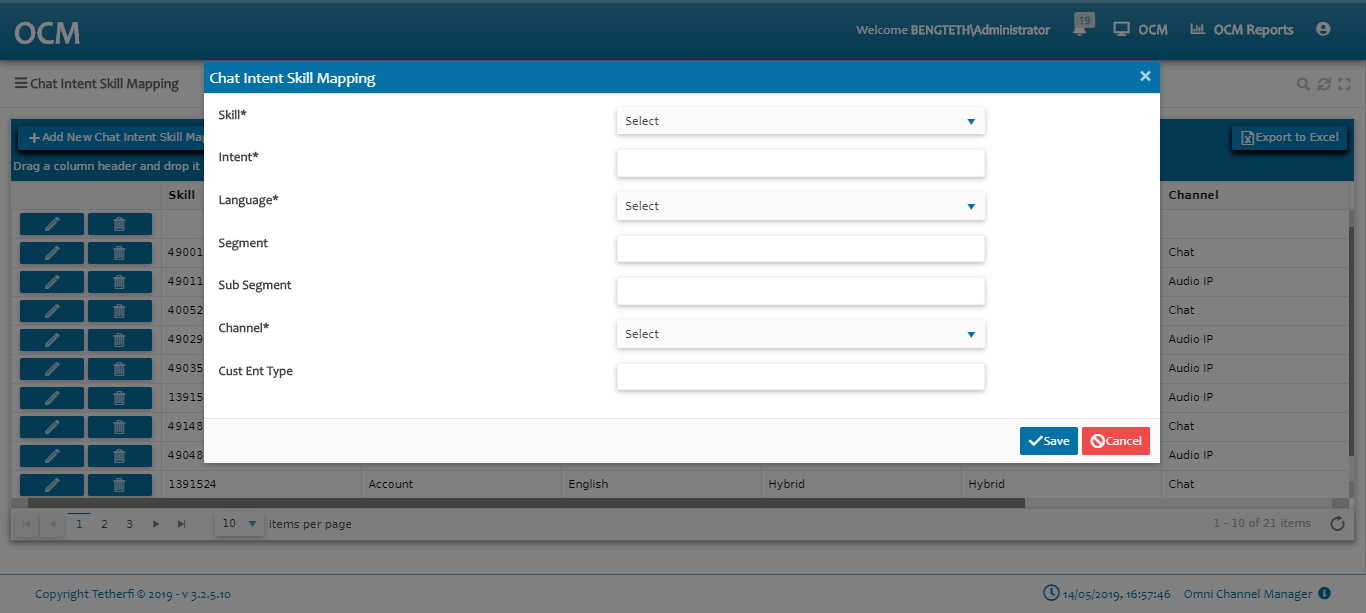 OCM
Welcome BENGTETH\Administrator
19
OCM
OCM Reports
Chat Intent Skill Mapping
Chat Intent Skill Mapping
Skill*
Select
Intent*
Language*
Select
Segment
Sub Segment
Channel*
Select
Cust Ent Type
Save
Cancel
Add New Chat Intent Skill Map
Export to Excel
Drag a column header and drop it
Skill
Channel
49001
Chat
49011
Audio IP
40052
Chat
49029
Audio IP
49035
Audio IP
13915
Audio IP
49148
Chat
49048
Audio IP
1391524 Account English Hybrid Hybrid Chat
1 2 3 10 items per page
1 - 10 of 21 items
Copyright Tetherfi © 2019 - v 3.2.5.10
14/05/2019, 16:57:46
Omni Channel Manager